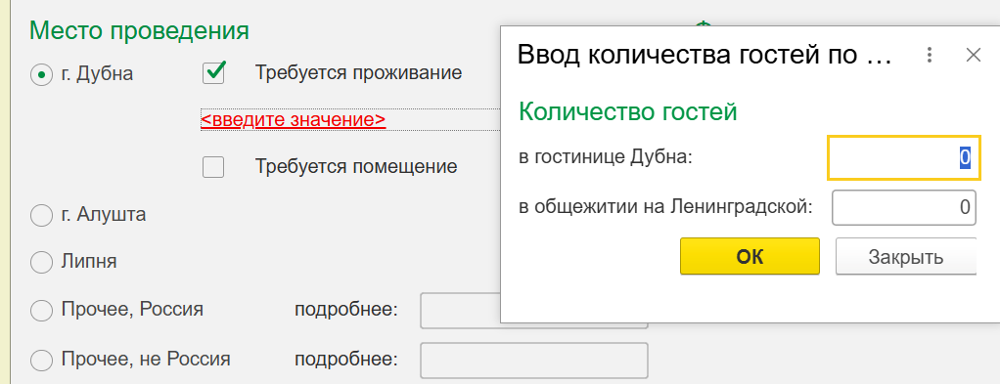 Место проведения
г. Дубна
Требуется проживание
<введите значение>
Требуется помещение
г. Алушта
Липня
Прочее, Россия
подробнее:
Прочее, не Россия
подробнее:
Ввод количества гостей по ...
Количество гостей
в гостинице Дубна:
0
в общежитии на Ленинградской:
0
ОК
Закрыть